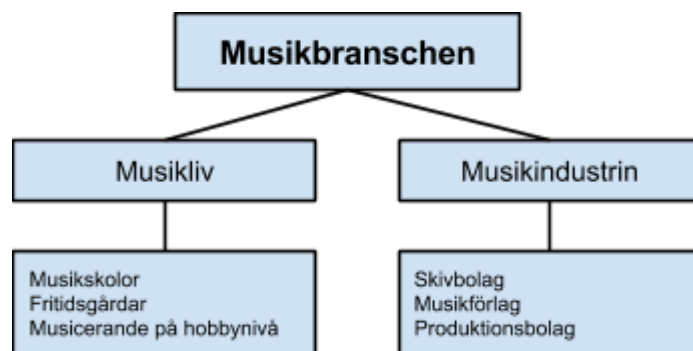 Musikbranschen
Musikliv
Musikindustrin
Musikskolor
Fritidsgårdar
Musicerande på hobbynivå
Skivbolag
Musikförlag
Produktionsbolag